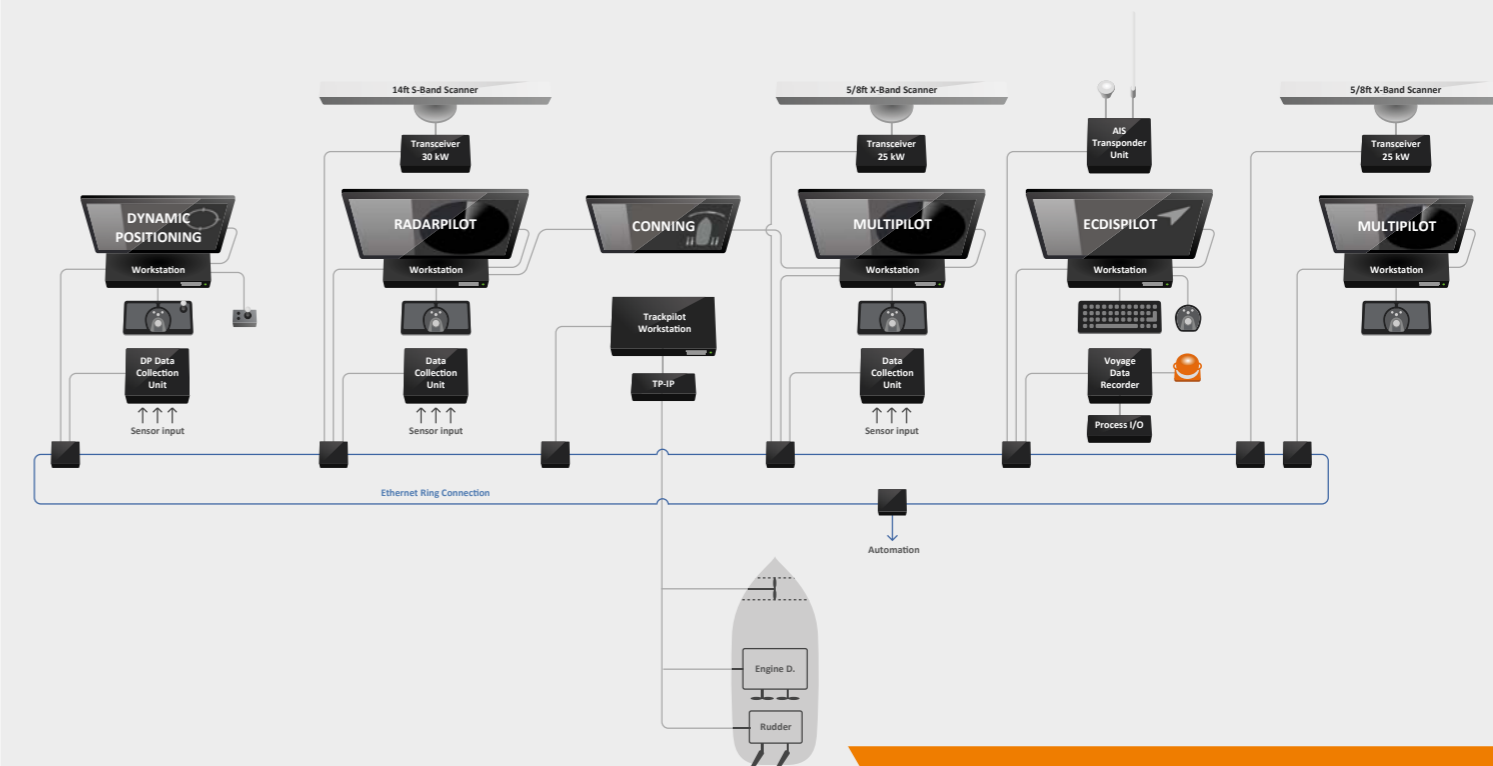 14ft S-Band Scanner
5/8ft X-Band Scanner
5/8ft X-Band Scanner
Transceiver
30 kW
Transceiver
25 kW
AIS
Transponder
Unit
Transceiver
25 kW
DYNAMIC
POSITIONING
RADARPILOT
CONNING
MULTIPILOT
ECDISPILOT
MULTIPILOT
Workstation
Workstation
Workstation
Workstation
Workstation
Trackpilot
Workstation
DP Data
Collection
Unit
Data
Collection
Unit
TP-IP
Data
Collection
Unit
Voyage
Data
Recorder
Sensor input
Sensor input
Sensor input
Process I/O
Ethernet Ring Connection
Automation
Engine D.
Rudder